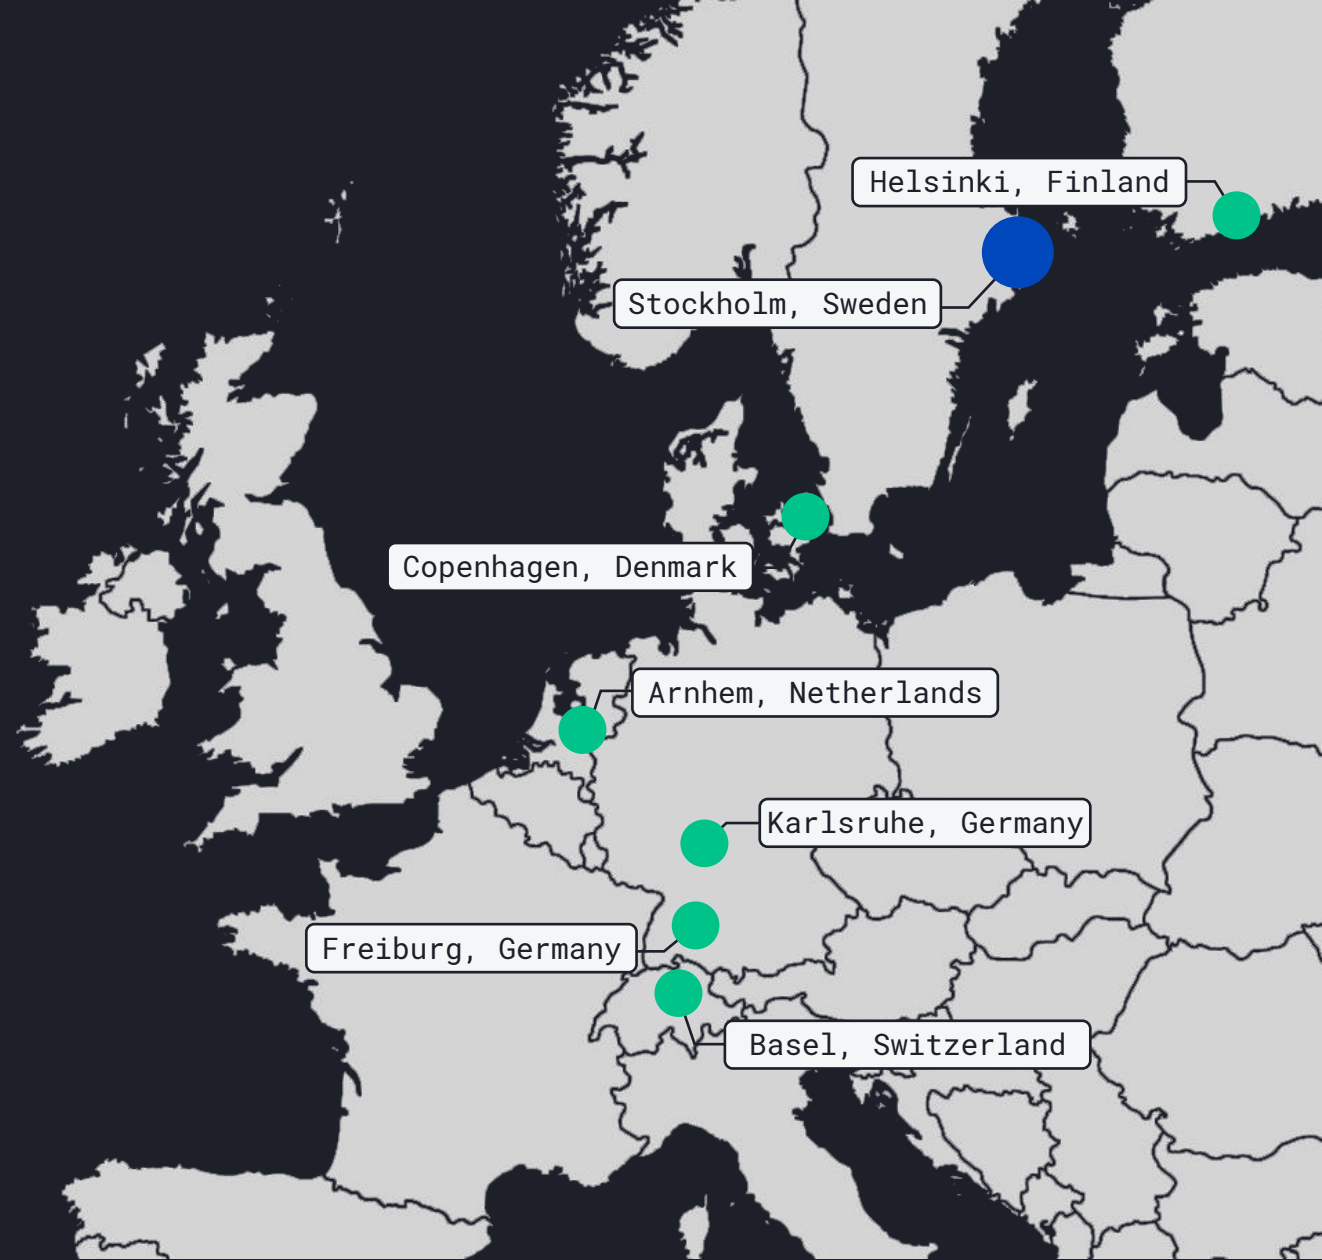 Helsinki, Finland
Stockholm, Sweden
Copenhagen, Denmark
Arnhem, Netherlands
Karlsruhe, Germany
Freiburg, Germany
Basel, Switzerland